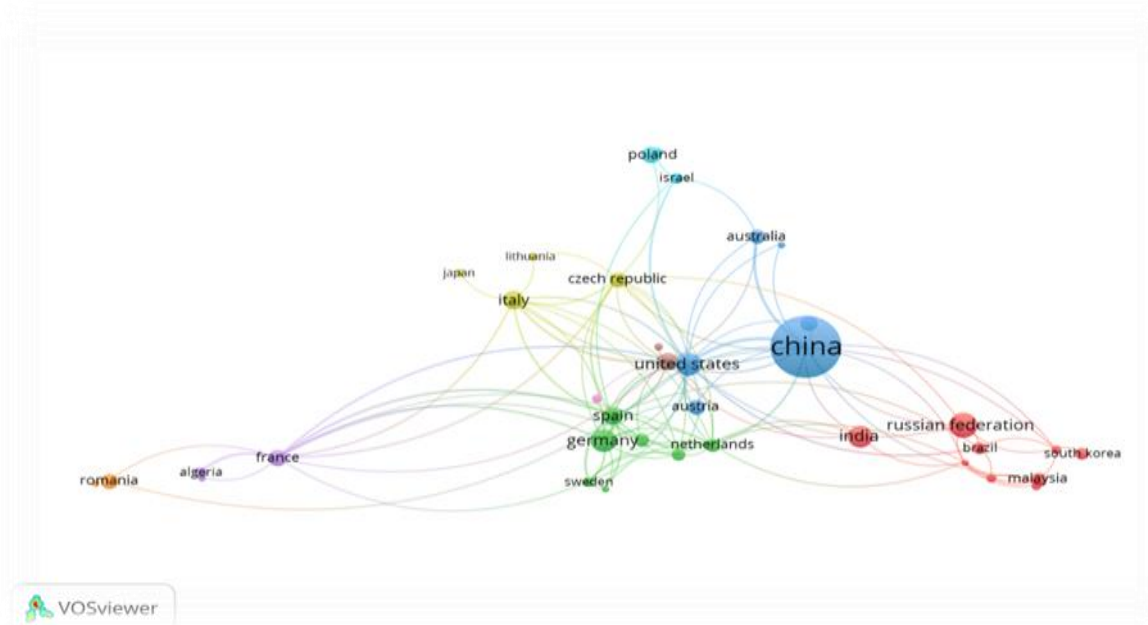 poland
israel
australia
lithuania
japan
czech republic
italy
china
united states
austria
spain
russian federation
india
germany
netherlands
brazil
south korea
france
algeria
malaysia
romania
sweden
VOSviewer